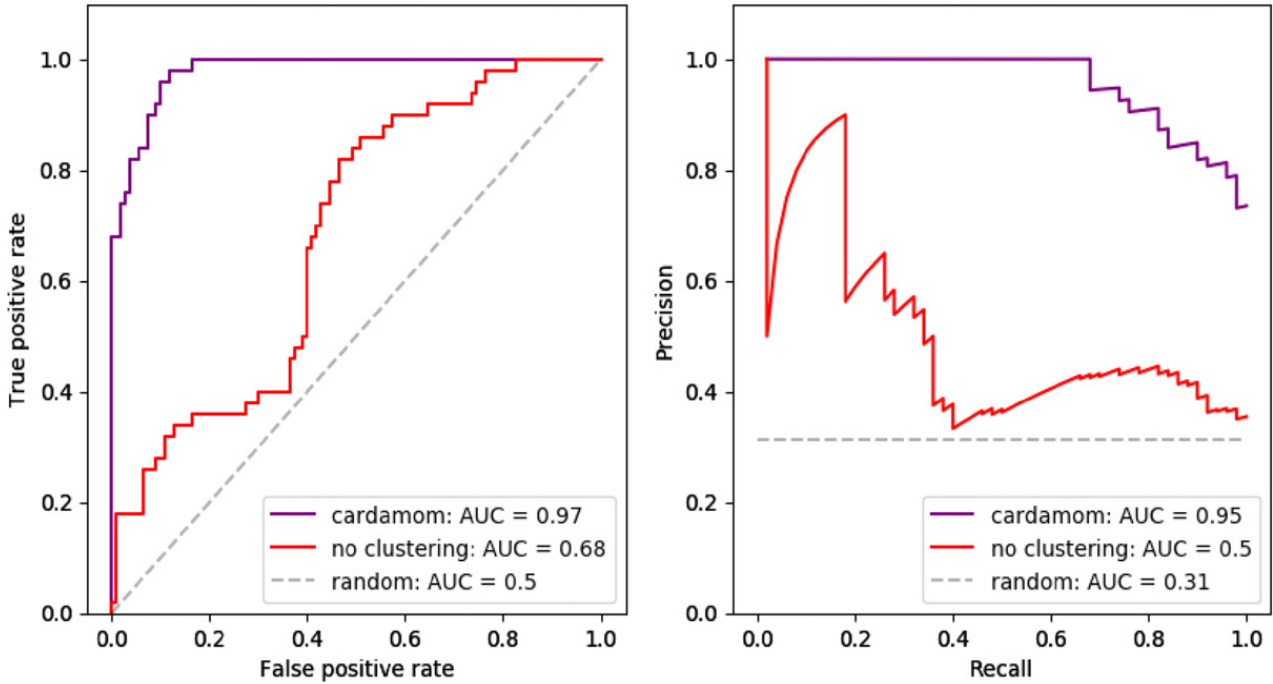 1.0
0.8
0.6
0.4
0.2
0.0
True positive rate
cardamom: AUC = 0.97
no clustering: AUC = 0.68
random: AUC = 0.5
0.0 0.2 0.4 0.6 0.8 1.0
False positive rate
1.0
0.8
0.6
0.4
0.2
0.0
Precision
cardamom: AUC = 0.95
no clustering: AUC = 0.5
random: AUC = 0.31
0.0 0.2 0.4 0.6 0.8 1.0
Recall